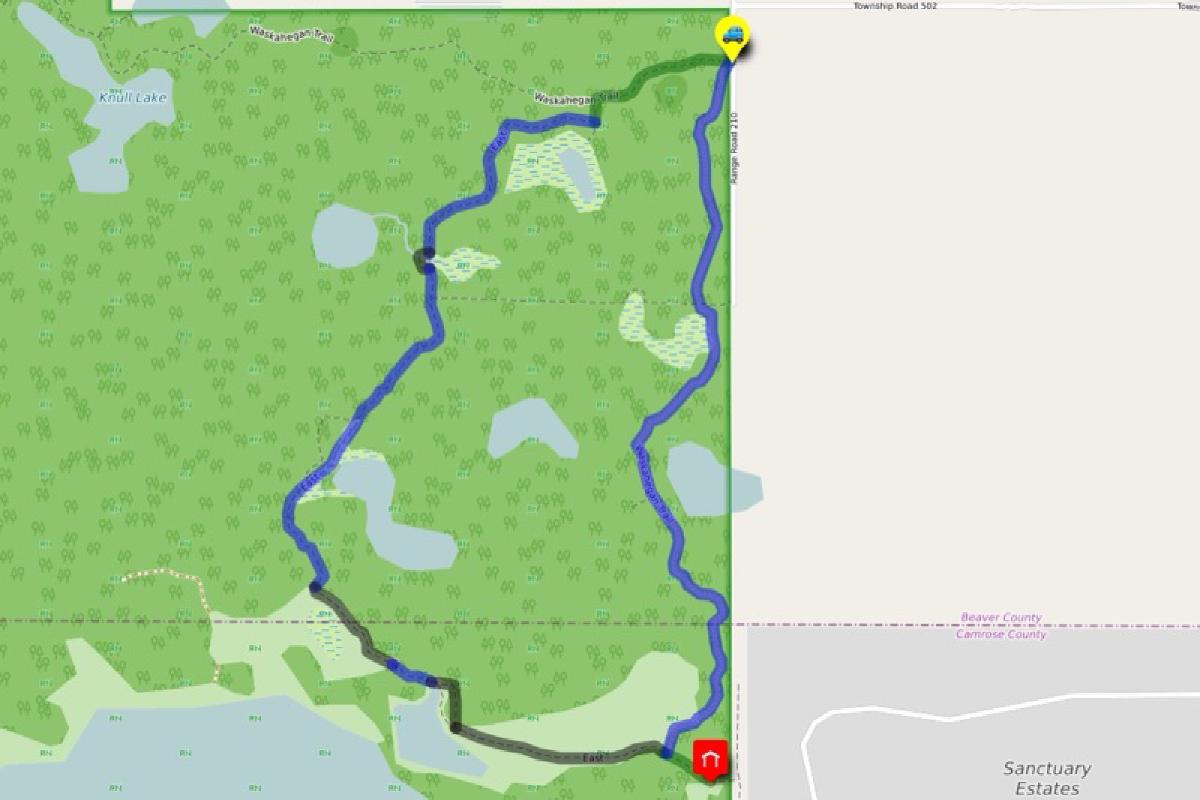 Township Road 502
Waskahegan Trail
Knull Lake
Waskahegan Trail
Range Road 210
East
East
Waskahegan Trail
Beaver County
Camrose County
East
Sanctuary
Estates